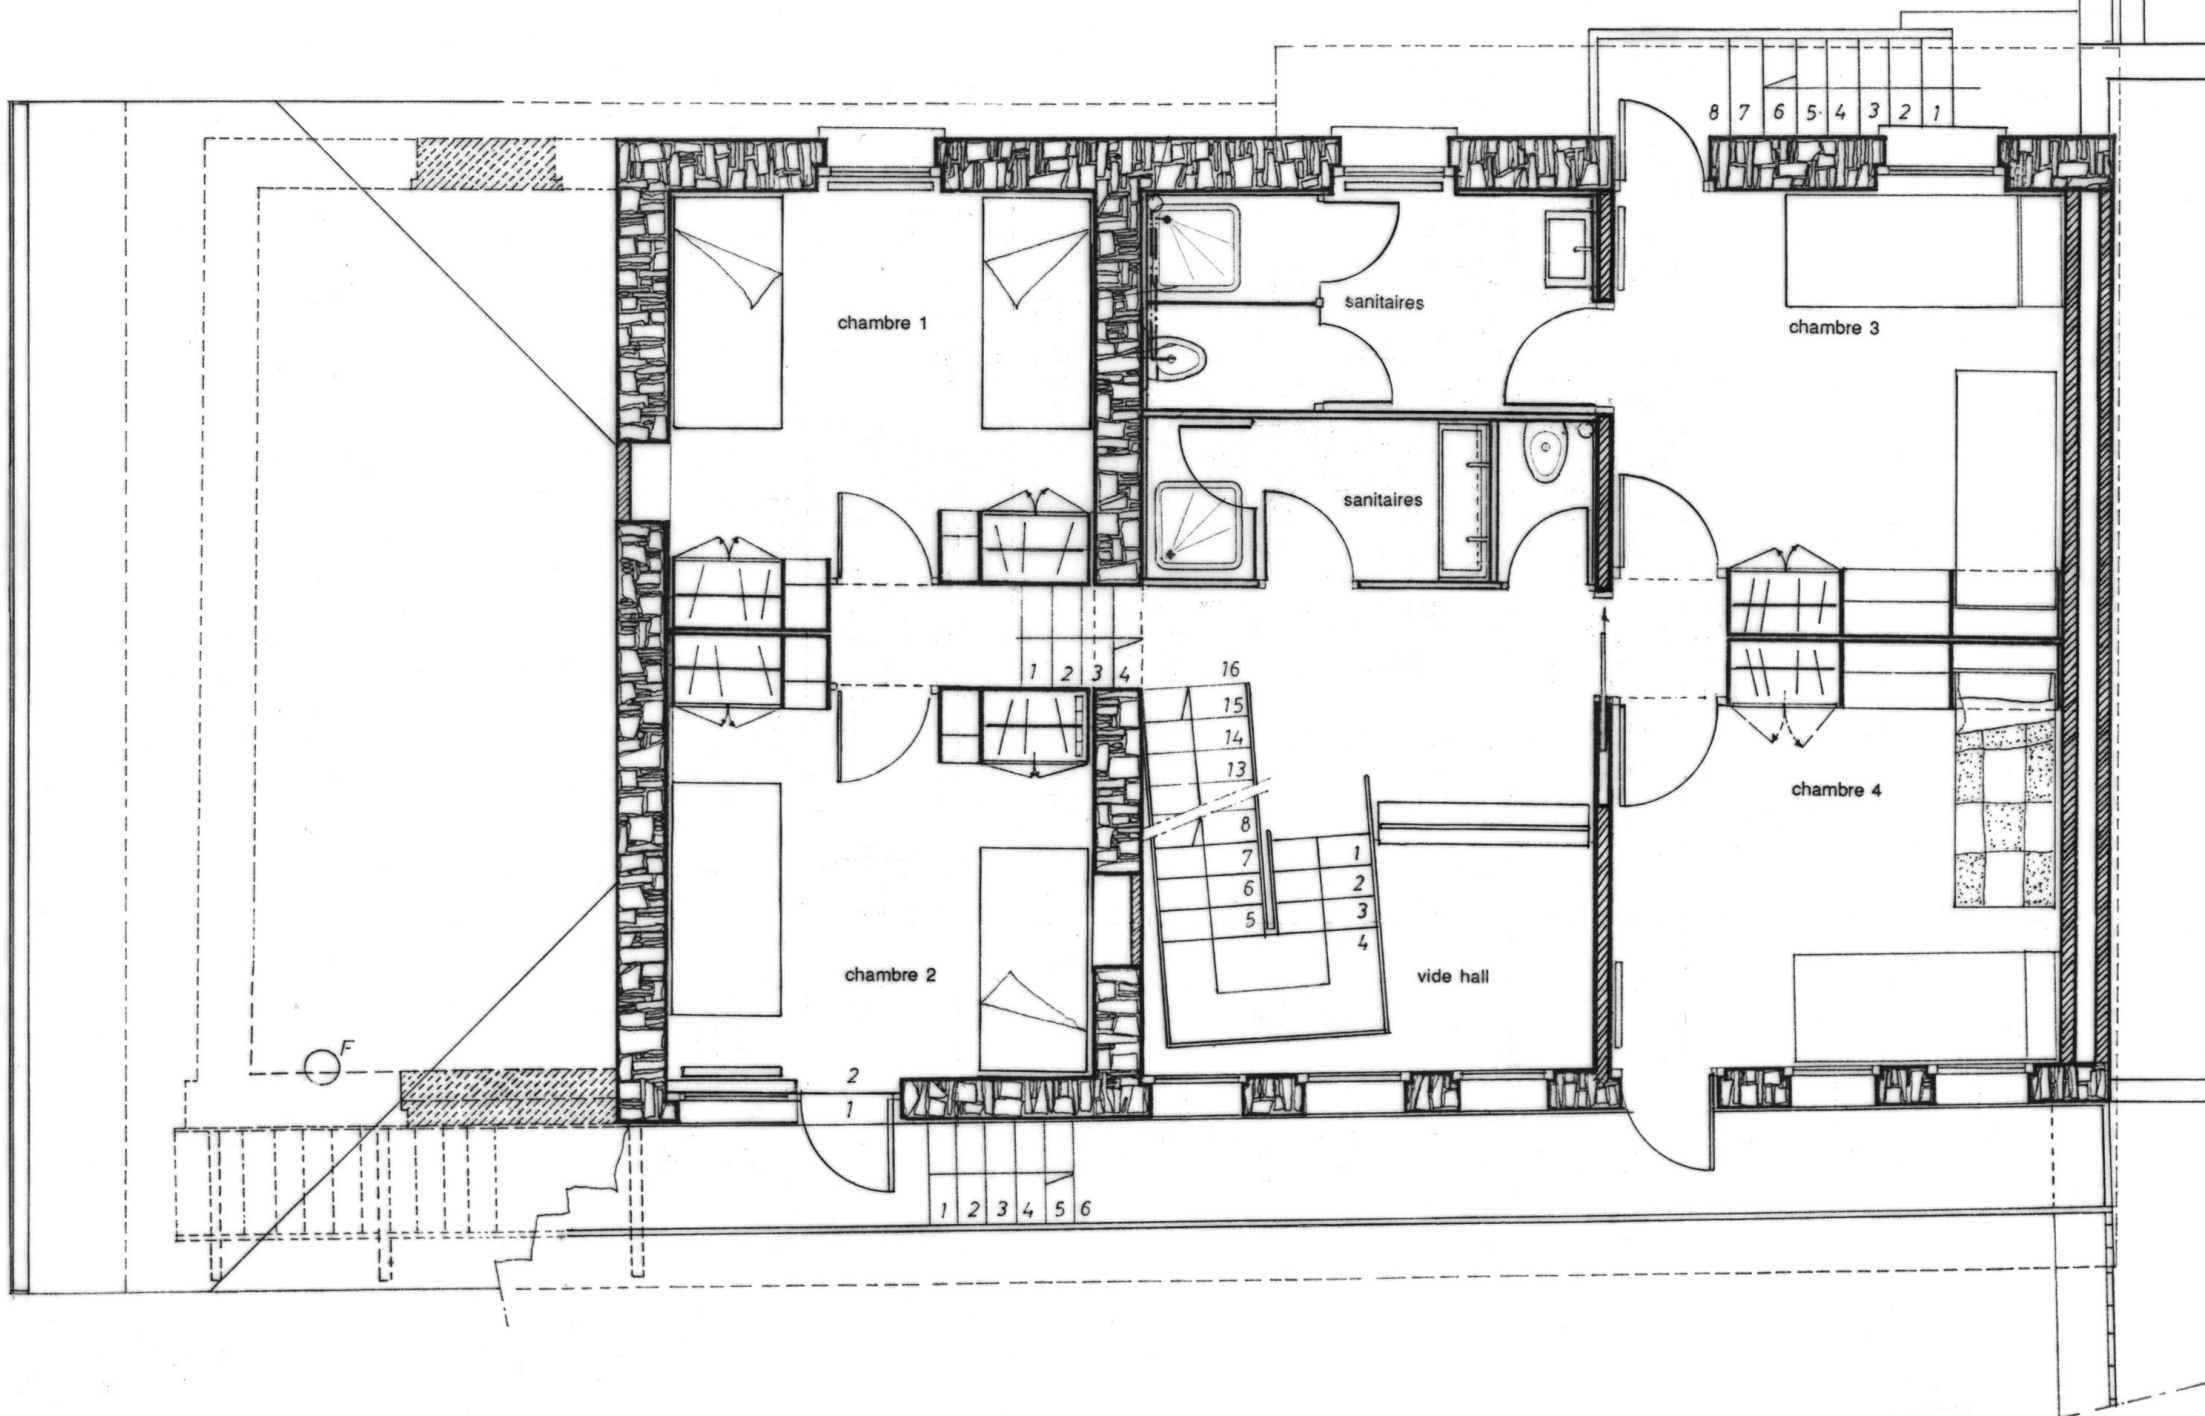 8 7 6 5 4 3 2 1
chambre 1
sanitaires
chambre 3
sanitaires
1 2 3 4
16
15
14
13
8
7
6
5
1
2
3
4
chambre 4
chambre 2
vide hall
F
2
1
1 2 3 4 5 6